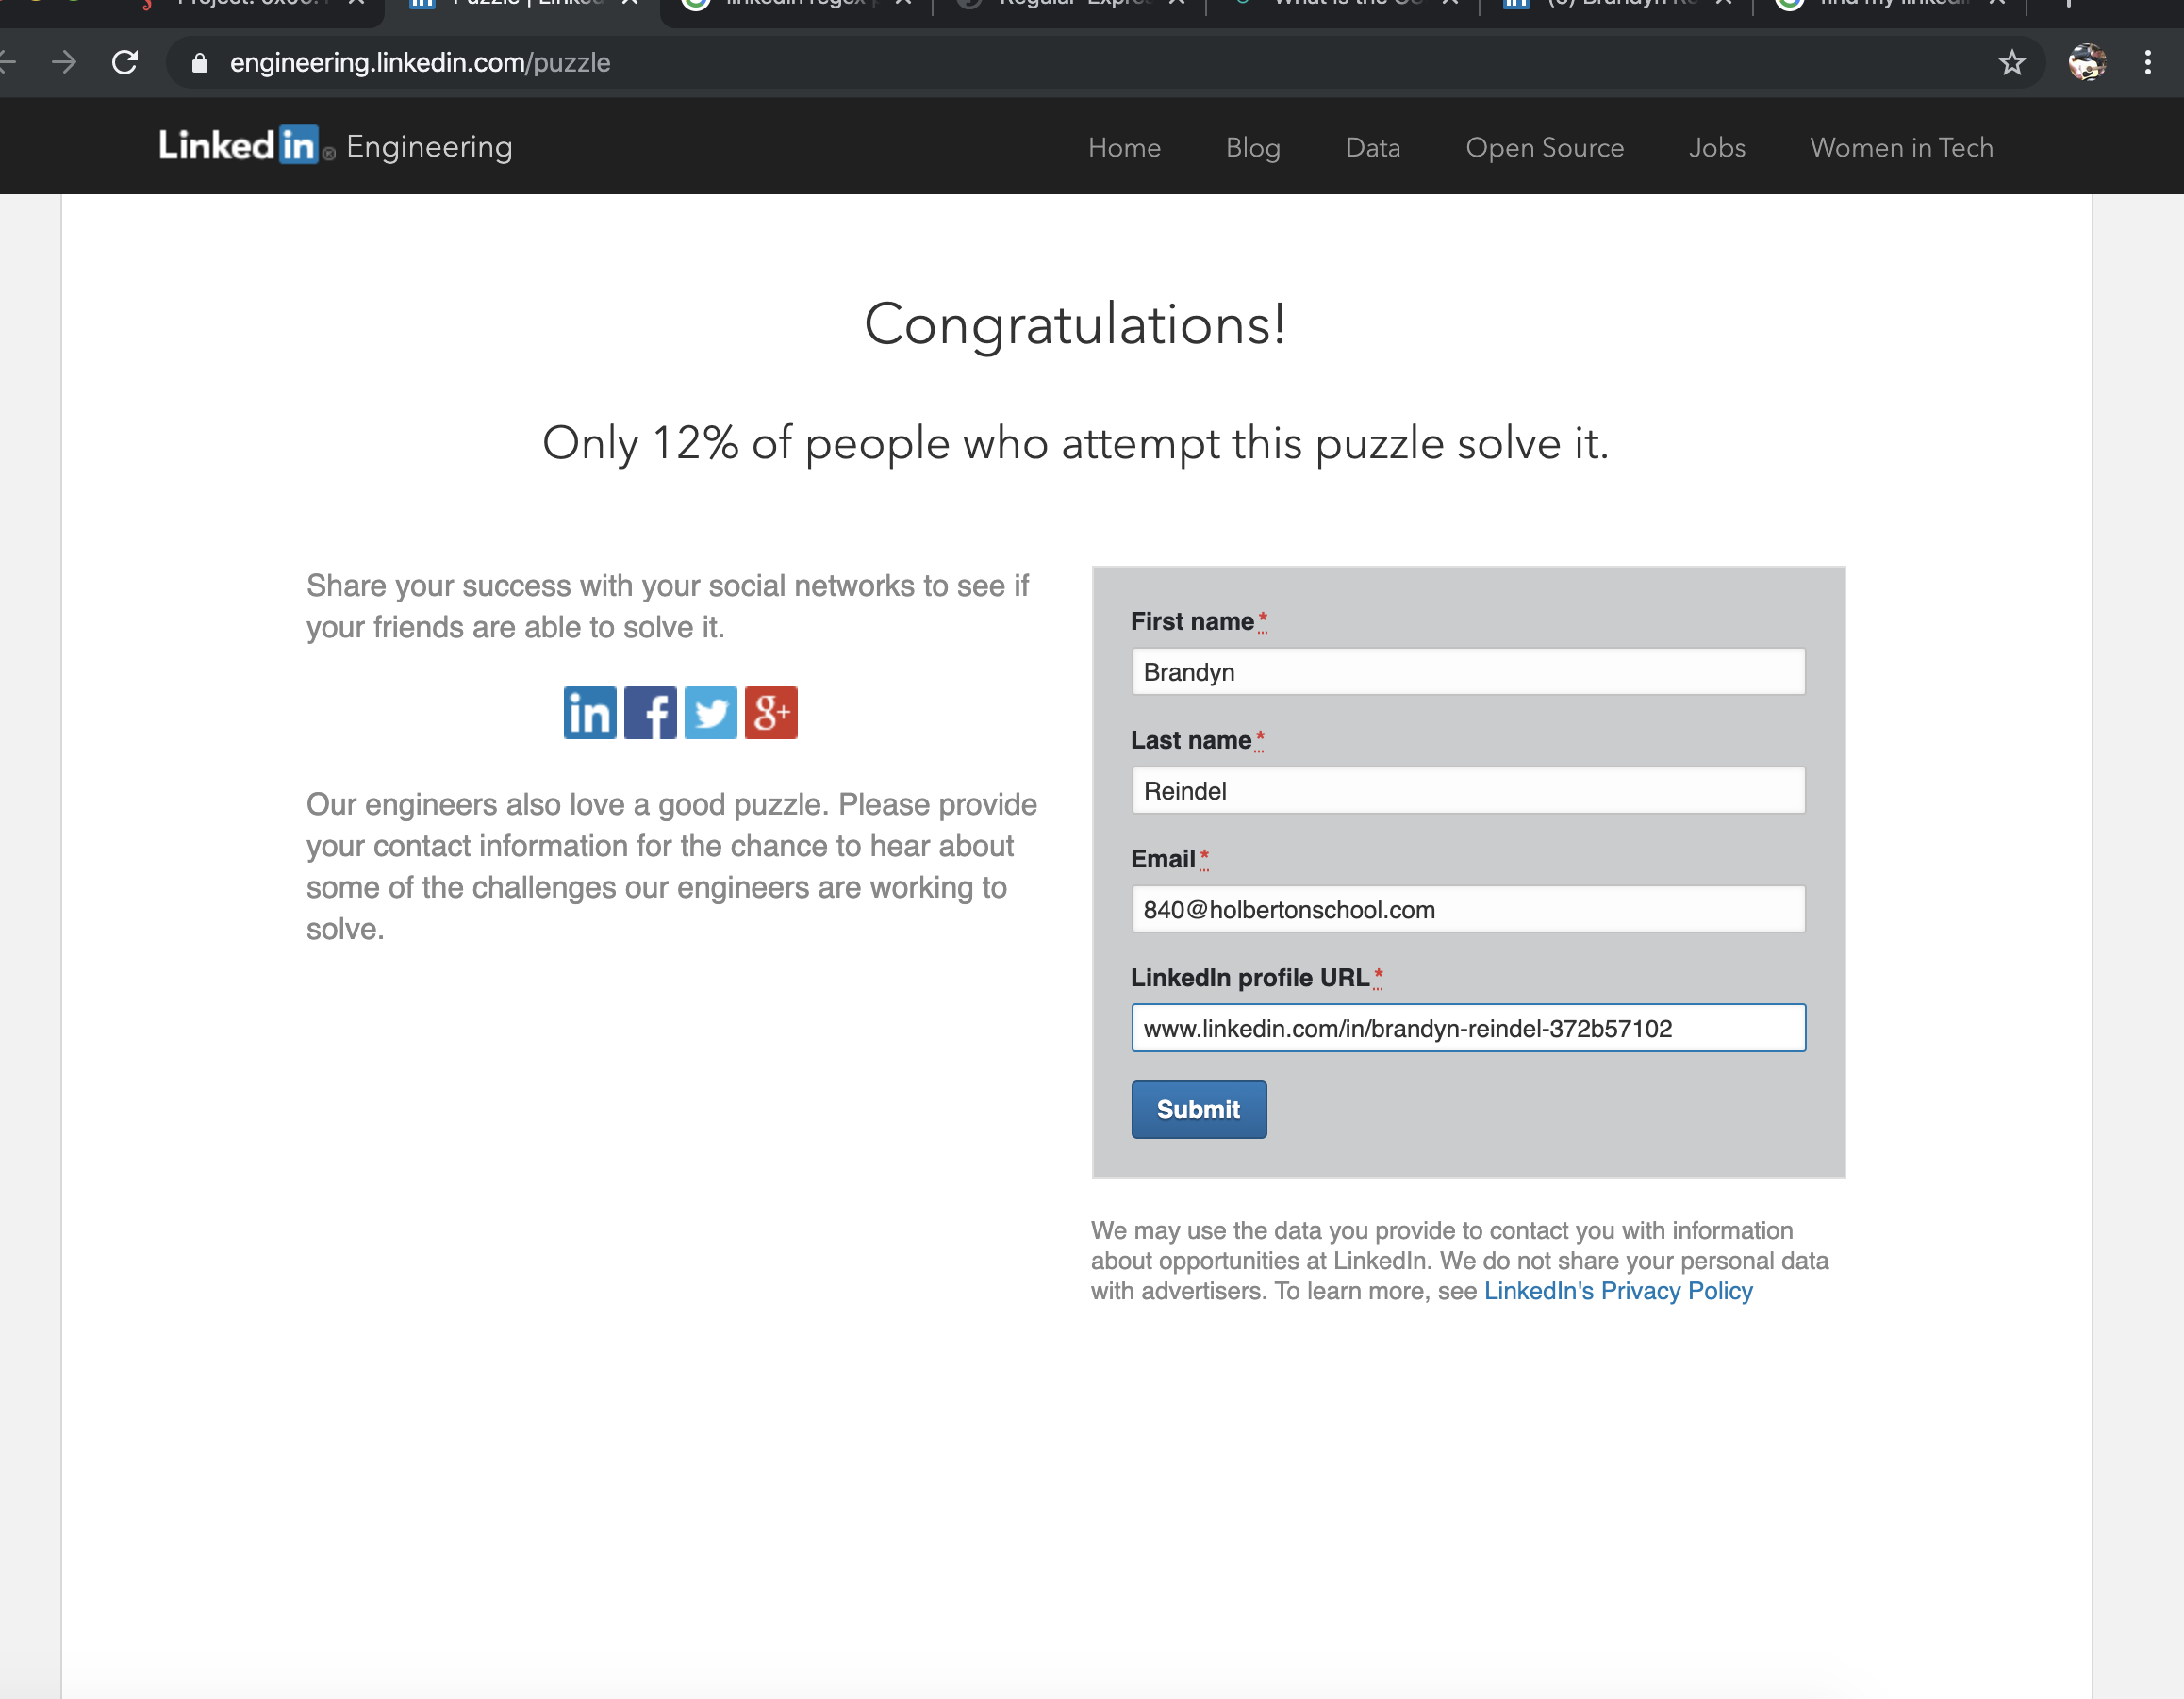 engineering.linkedin.com/puzzle
Linked in® Engineering
Home Blog Data Open Source Jobs Women in Tech
Congratulations!
Only 12% of people who attempt this puzzle solve it.
Share your success with your social networks to see if
your friends are able to solve it.
in f g+
Our engineers also love a good puzzle. Please provide
your contact information for the chance to hear about
some of the challenges our engineers are working to
solve.
First name*
Brandyn
Last name*
Reindel
Email*
840@holbertonschool.com
LinkedIn profile URL*
www.linkedin.com/in/brandyn-reindel-372b57102
Submit
We may use the data you provide to contact you with information
about opportunities at LinkedIn. We do not share your personal data
with advertisers. To learn more, see LinkedIn's Privacy Policy